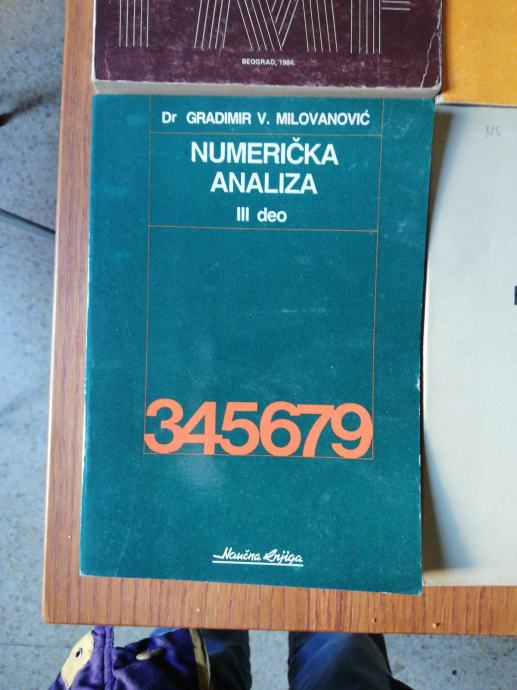 BEOGRAD, 1984.
Dr GRADIMIR V. MILOVANOVIĆ
NUMERIČKA
ANALIZA
III deo
345679
Naučna Knjiga